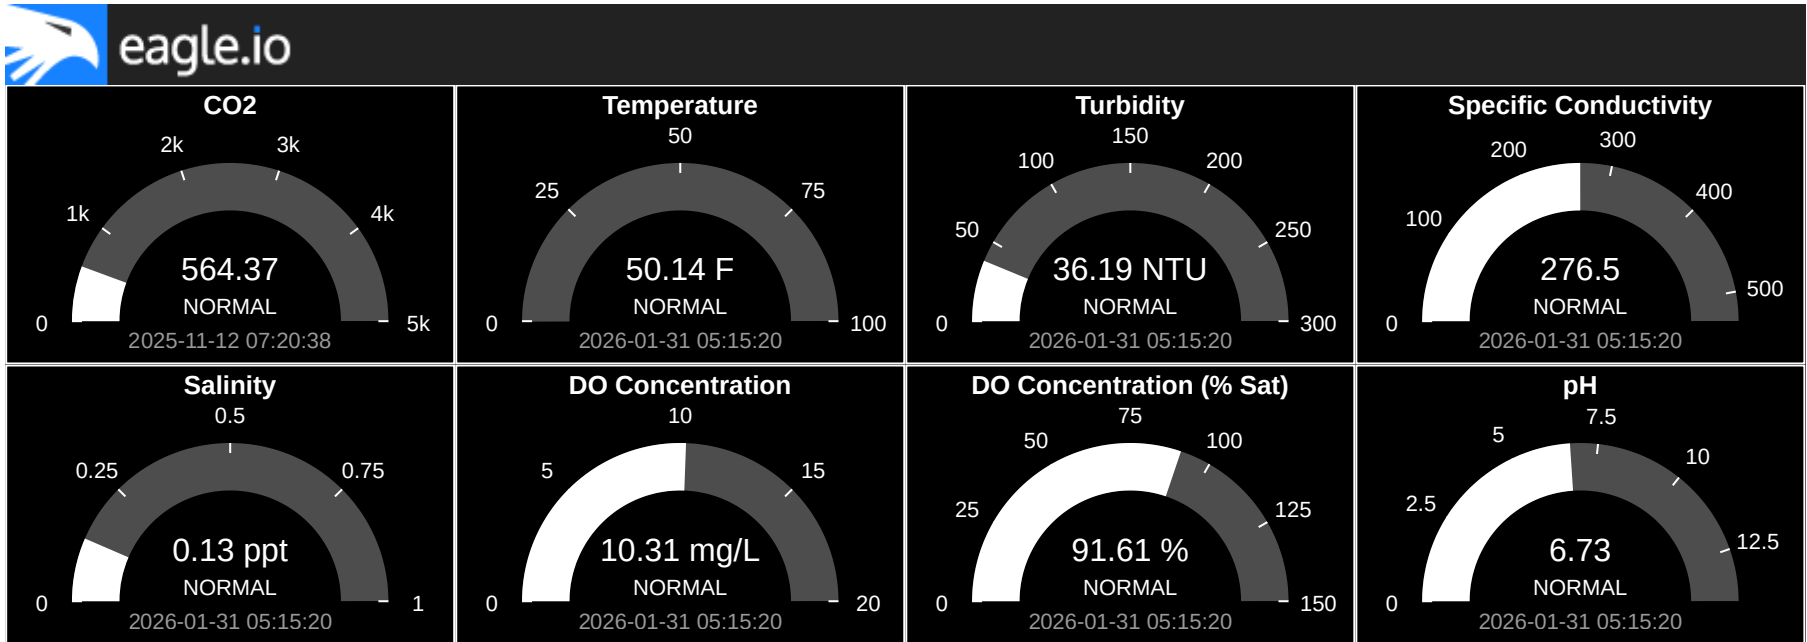 eagle.io
CO2
2k
3k
1k
4k
0
5k
564.37
NORMAL
2025-11-12 07:20:38
Temperature
50
25
75
0
100
50.14 F
NORMAL
2026-01-31 05:15:20
Turbidity
150
100
200
50
250
0
300
36.19 NTU
NORMAL
2026-01-31 05:15:20
Specific Conductivity
300
200
400
100
500
0
276.5
NORMAL
2026-01-31 05:15:20
Salinity
0.5
0.25
0.75
0
1
0.13 ppt
NORMAL
2026-01-31 05:15:20
DO Concentration
10
5
15
0
20
10.31 mg/L
NORMAL
2026-01-31 05:15:20
DO Concentration (% Sat)
75
50
100
25
125
0
150
91.61 %
NORMAL
2026-01-31 05:15:20
pH
7.5
5
10
2.5
12.5
0
6.73
NORMAL
2026-01-31 05:15:20